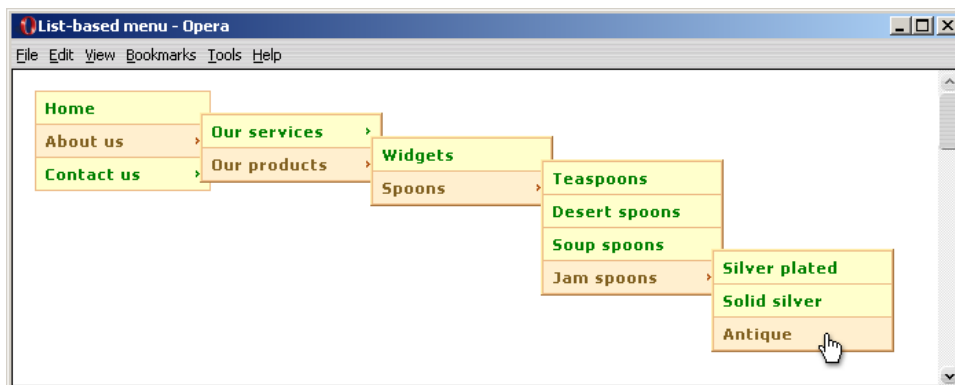 List-based menu - Opera
File Edit View Bookmarks Tools Help
Home
About us
Contact us
Our services
Our products
Widgets
Spoons
Teaspoons
Desert spoons
Soup spoons
Jam spoons
Silver plated
Solid silver
Antique